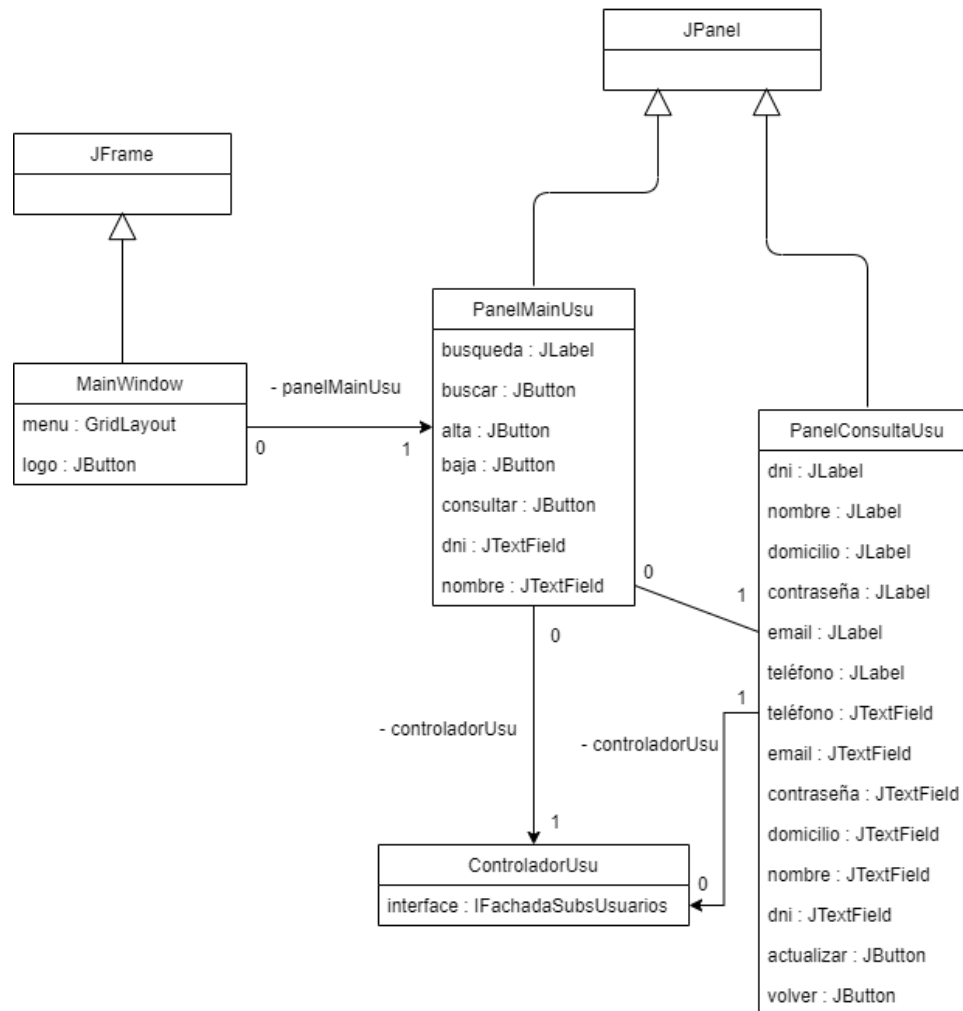 JPanel
JFrame
MainWindow
menu : GridLayout
logo : JButton
- panelMainUsu
0
1
PanelMainUsu
busqueda : JLabel
buscar : JButton
alta : JButton
baja : JButton
consultar : JButton
dni : JTextField
nombre : JTextField
0
1
0
- controladorUsu
1
ControladorUsu
interface : IFachadaSubsUsuarios
- controladorUsu
1
0
PanelConsultaUsu
dni : JLabel
nombre : JLabel
domicilio : JLabel
contraseña : JLabel
email : JLabel
teléfono : JLabel
teléfono : JTextField
email : JTextField
contraseña : JTextField
domicilio : JTextField
nombre : JTextField
dni : JTextField
actualizar : JButton
volver : JButton